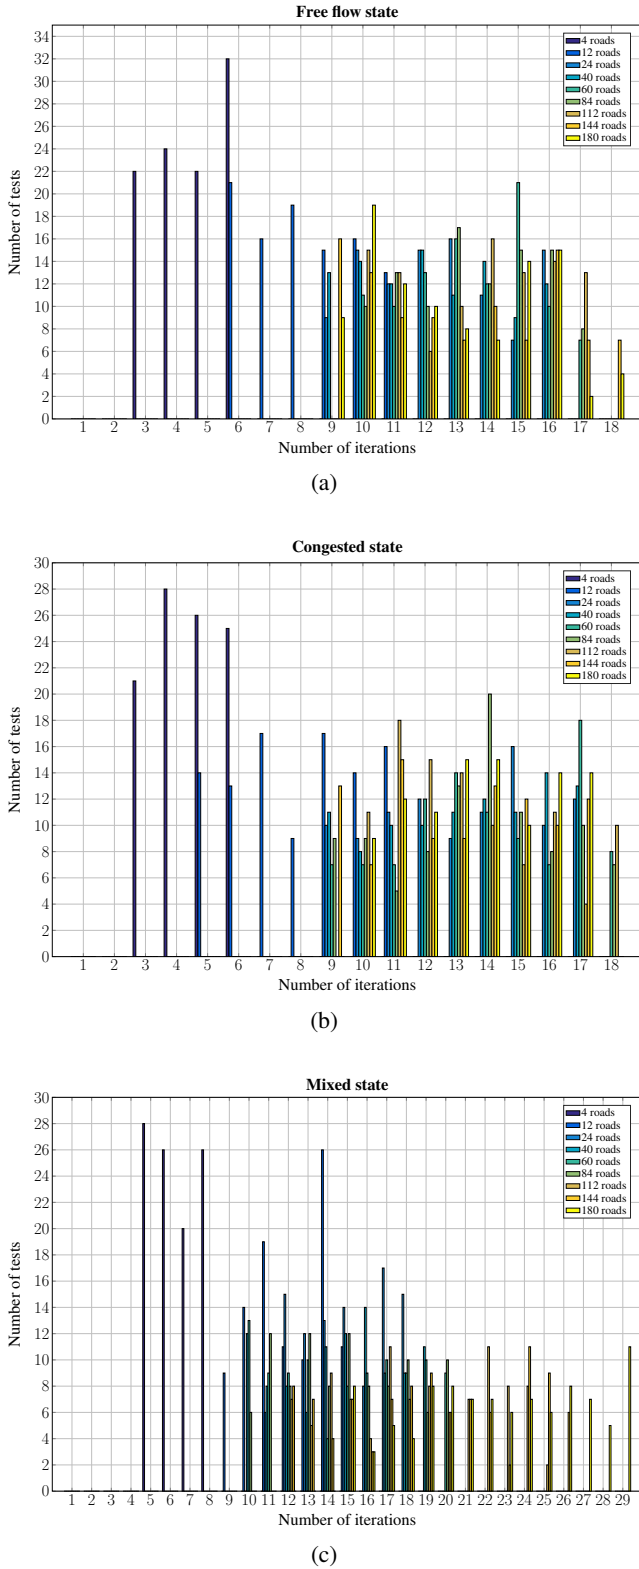 Free flow state
34
32
30
28
26
24
22
20
18
16
14
12
10
8
6
4
2
0
Number of tests
4 roads
12 roads
24 roads
40 roads
60 roads
84 roads
112 roads
144 roads
180 roads
1 2 3 4 5 6 7 8 9 10 11 12 13 14 15 16 17 18
Number of iterations
(a)
Congested state
30
28
26
24
22
20
18
16
14
12
10
8
6
4
2
0
Number of tests
4 roads
12 roads
24 roads
40 roads
60 roads
84 roads
112 roads
144 roads
180 roads
1 2 3 4 5 6 7 8 9 10 11 12 13 14 15 16 17 18
Number of iterations
(b)
Mixed state
30
28
26
24
22
20
18
16
14
12
10
8
6
4
2
0
Number of tests
4 roads
12 roads
24 roads
40 roads
60 roads
84 roads
112 roads
144 roads
180 roads
1 2 3 4 5 6 7 8 9 10 11 12 13 14 15 16 17 18 19 20 21 22 23 24 25 26 27 28 29
Number of iterations
(c)